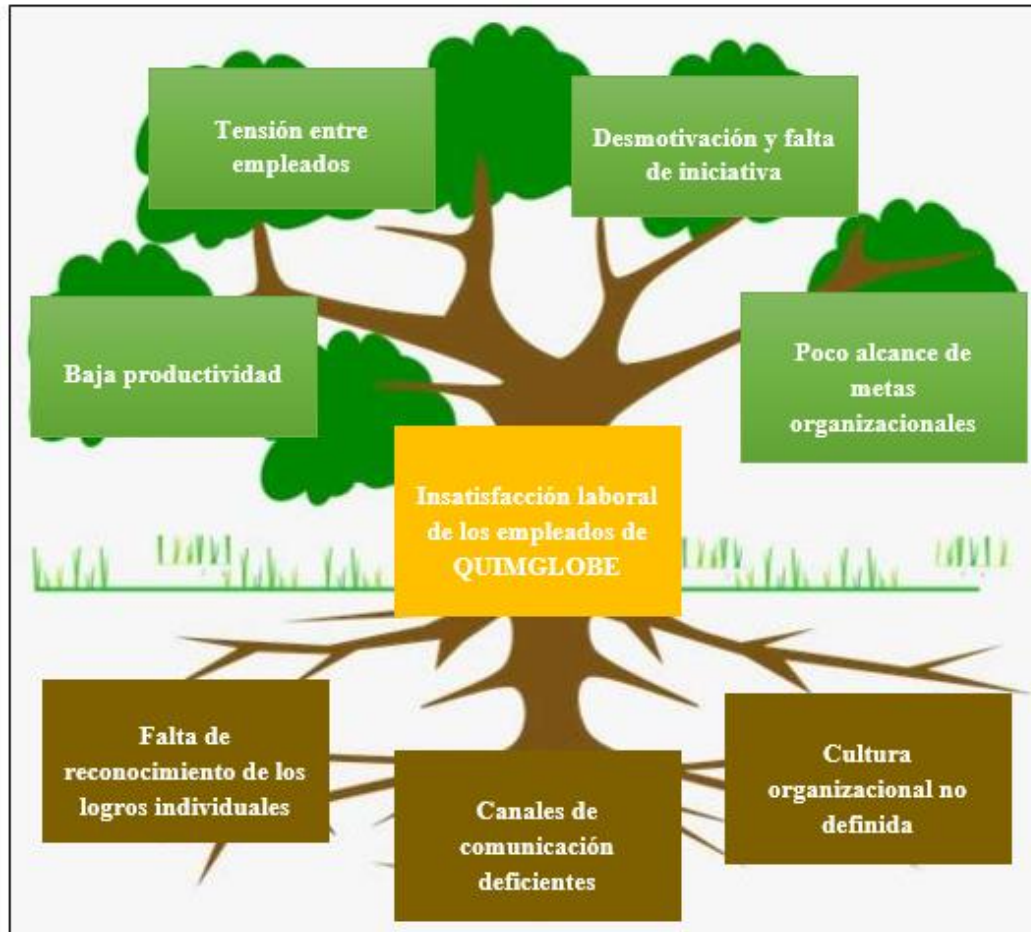 Tensión entre
empleados
Desmotivación y falta
de iniciativa
Baja productividad
Poco alcance de
metas
organizacionales
Insatisfacción laboral
de los empleados de
QUIMGLOBE
Falta de
reconocimiento de los
logros individuales
Canales de
comunicación
deficientes
Cultura
organizacional no
definida